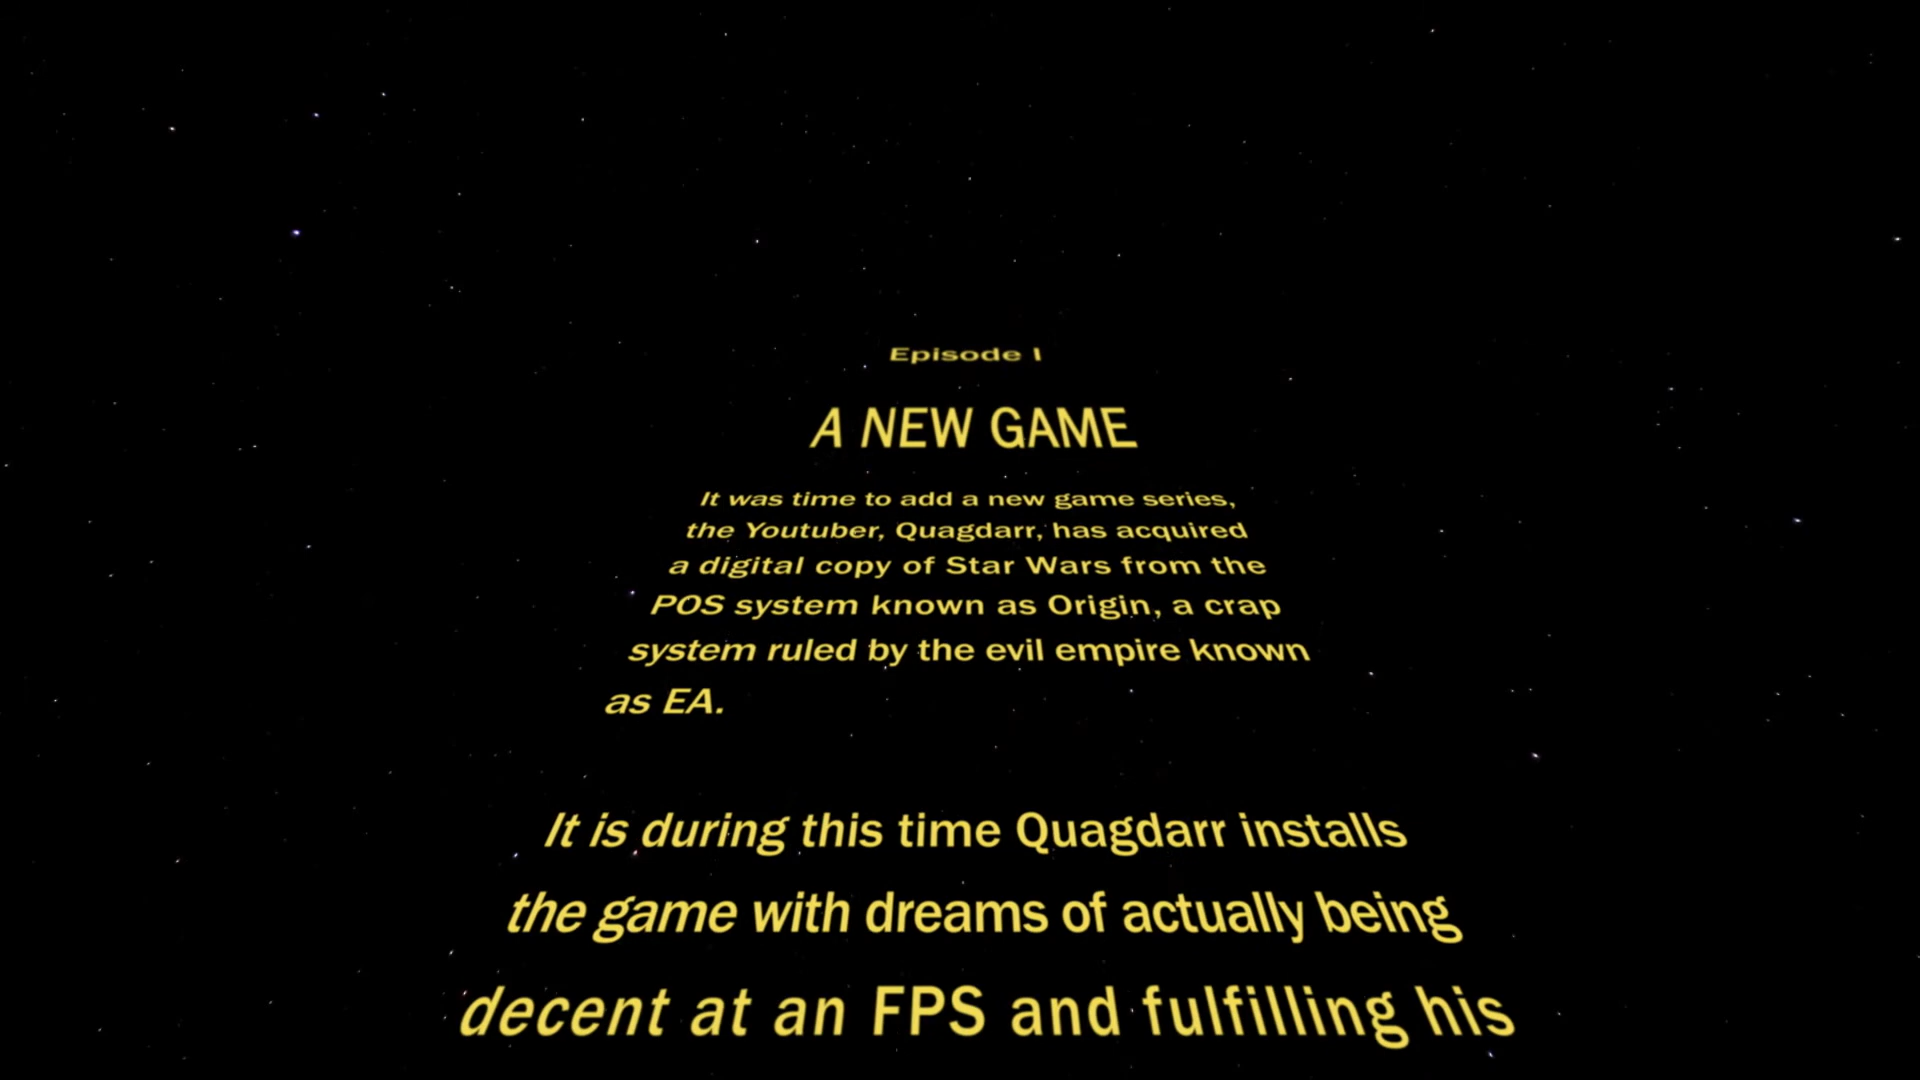 Episode I
A NEW GAME
It was time to add a new game series,
the Youtuber, Quagdarr, has acquired
a digital copy of Star Wars from the
POS system known as Origin, a crap
system ruled by the evil empire known
as EA.
It is during this time Quagdarr installs
the game with dreams of actually being
decent at an FPS and fulfilling his